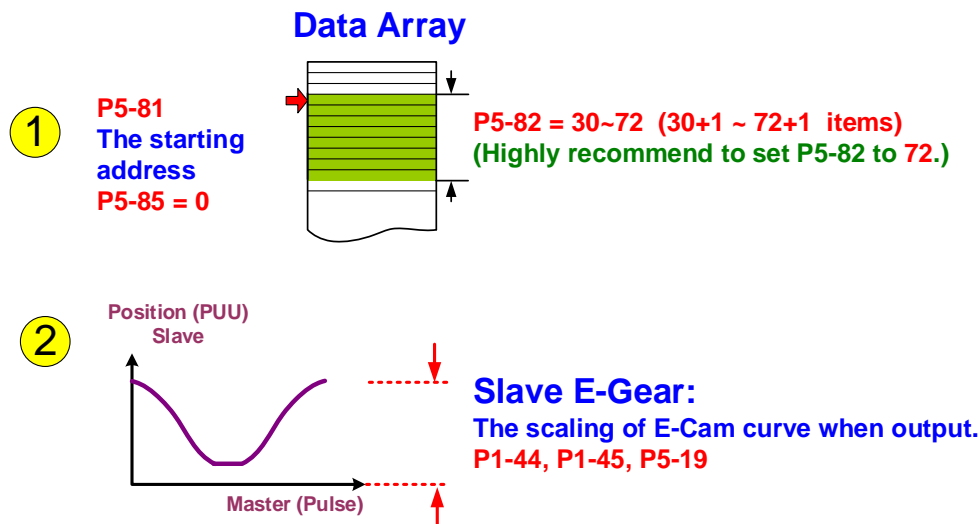 Data Array
1
P5-81
The starting
address
P5-85 = 0
P5-82 = 30~72 (30+1 ~ 72+1 items)
(Highly recommend to set P5-82 to 72.)
2
Position (PUU)
Slave
Master (Pulse)
Slave E-Gear:
The scaling of E-Cam curve when output.
P1-44, P1-45, P5-19